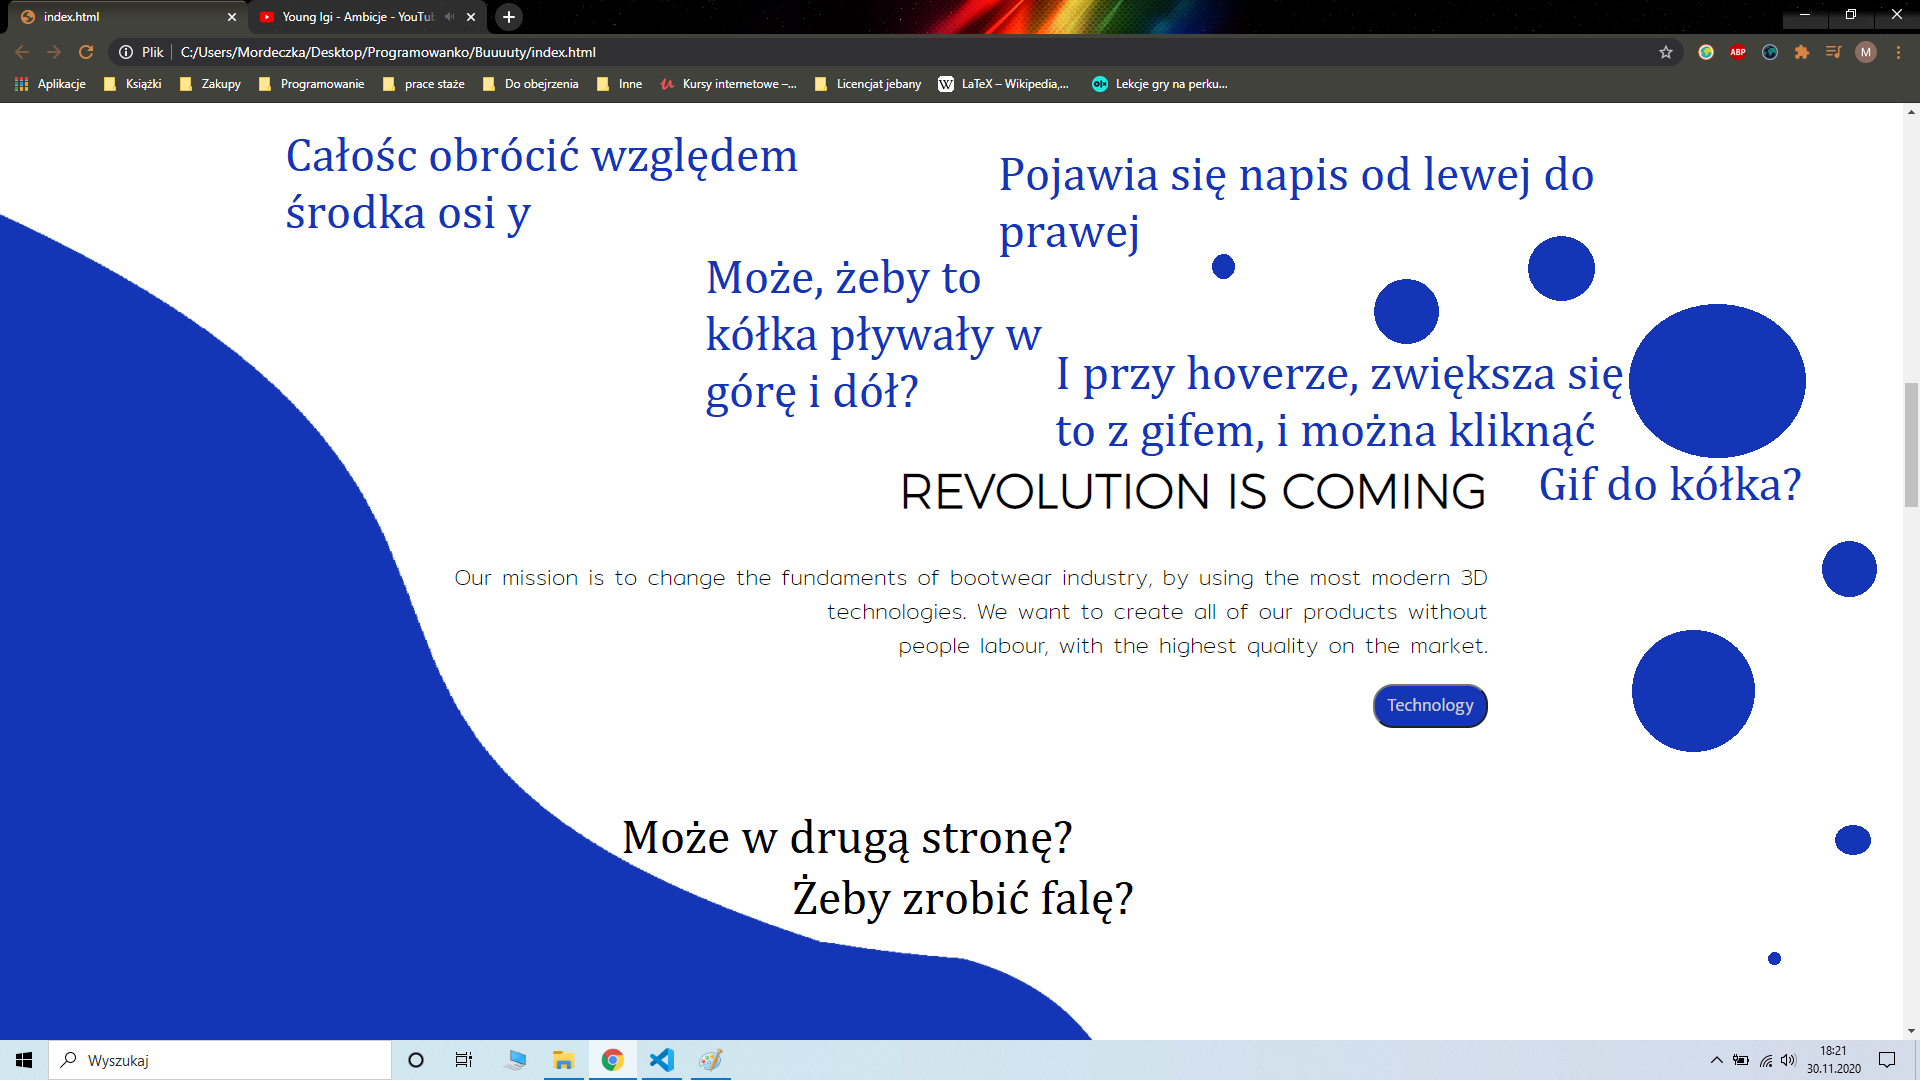 index.html
Young Igi - Ambicje - YouTub
Plik
C:/Users/Mordeczka/Desktop/Programowanko/Buuuuty/index.html
ABP
M
Aplikacje
Książki
Zakupy
Programowanie
prace staże
Do obejrzenia
Inne
Kursy internetowe –...
Licencjat jebany
W
LaTeX – Wikipedia,...
Lekcje gry na perku...
Całośc obrócić względem
środka osi y
Pojawia się napis od lewej do
prawej
Może, żeby to
kółka pływały w
górę i dół?
I przy hoverze, zwiększa się
to z gifem, i można kliknąć
Gif do kółka?
REVOLUTION IS COMING
Our mission is to change the fundaments of bootwear industry, by using the most modern 3D
technologies. We want to create all of our products without
people labour, with the highest quality on the market.
Technology
Może w drugą stronę?
Żeby zrobić falę?
Wyszukaj
18:21
30.11.2020